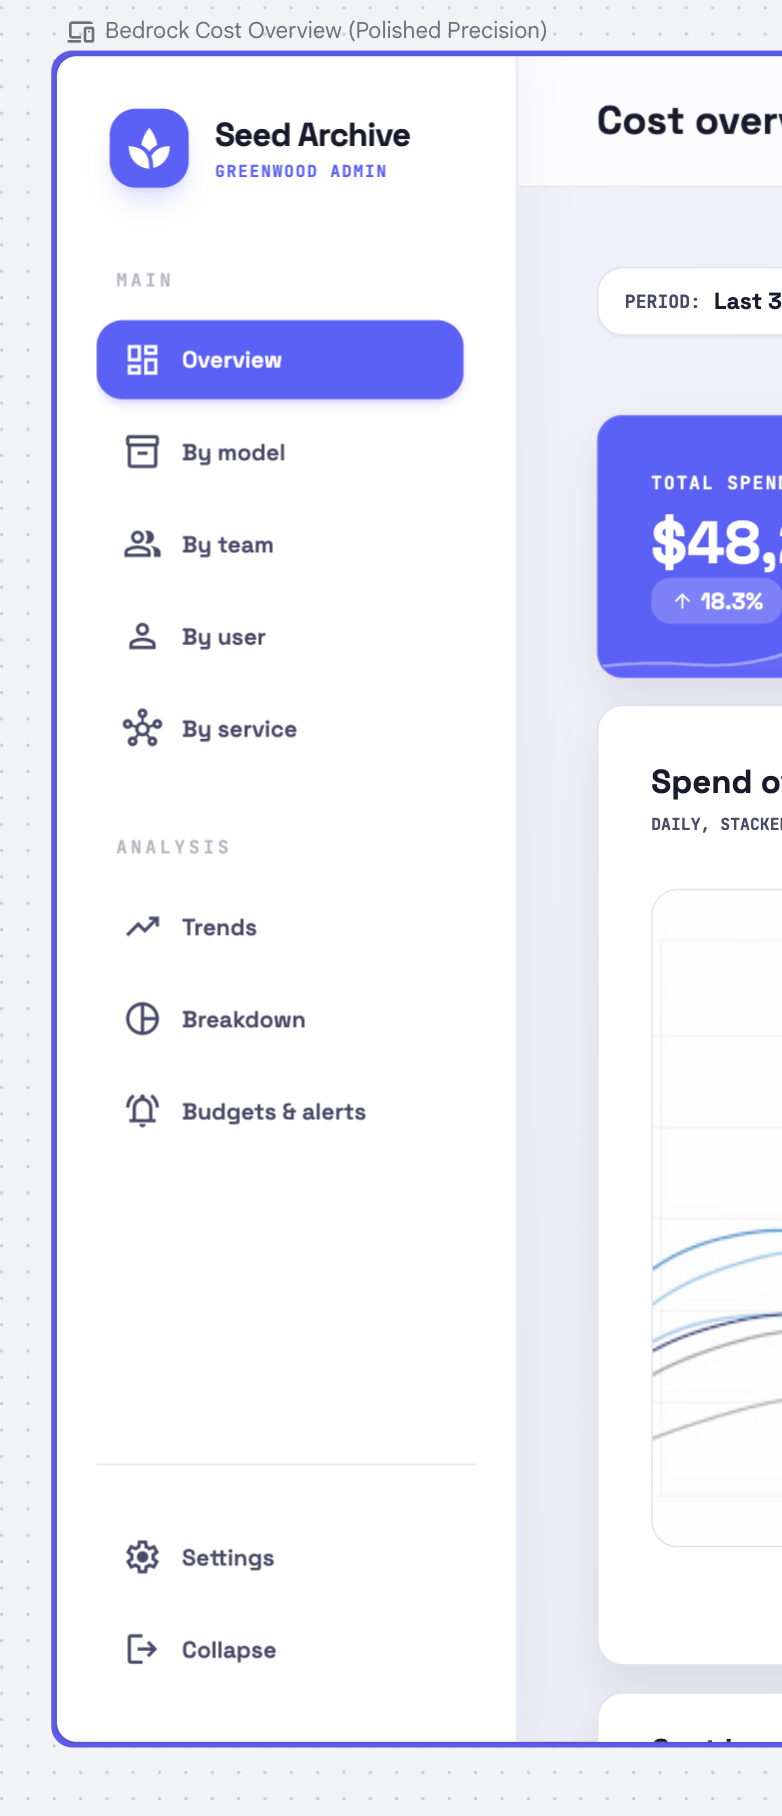 Bedrock Cost Overview (Polished Precision)
Seed Archive
GREENWOOD ADMIN
MAIN
Overview
By model
By team
By user
By service
ANALYSIS
Trends
Breakdown
Budgets & alerts
Settings
Collapse
Cost over
PERIOD: Last 3
TOTAL SPEND
$48,
↑ 18.3%
Spend o
DAILY, STACKE